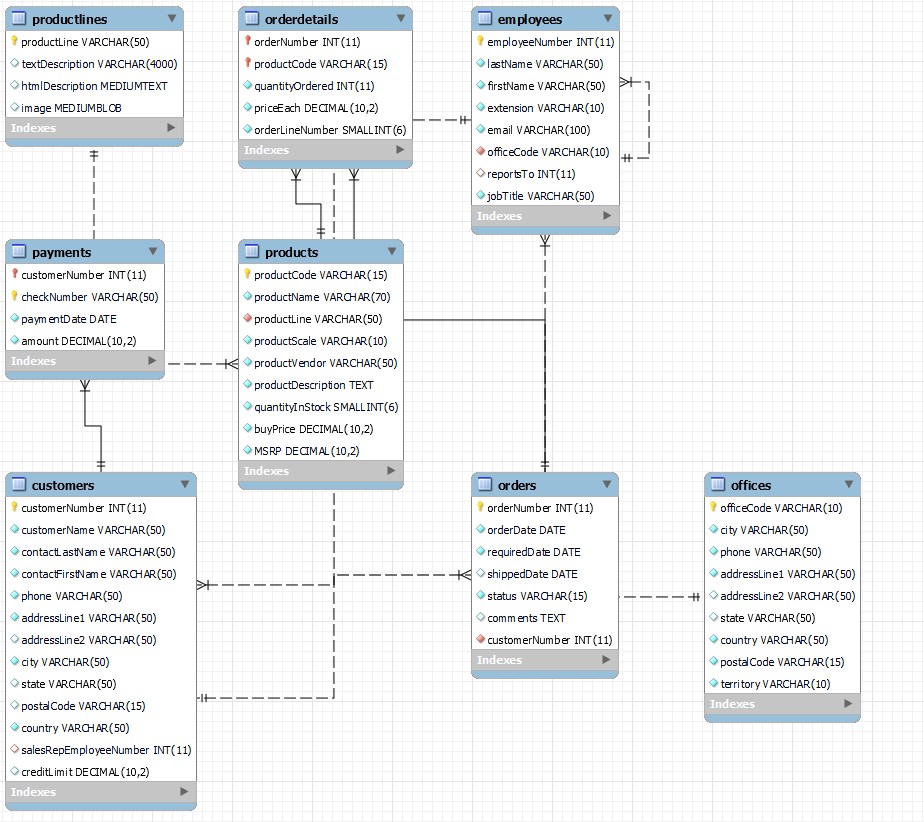 productlines
productLine VARCHAR(50)
textDescription VARCHAR(4000)
htmlDescription MEDIUMTEXT
image MEDIUMBLOB
Indexes
orderdetails
orderNumber INT(11)
productCode VARCHAR(15)
quantityOrdered INT(11)
priceEach DECIMAL(10,2)
orderLineNumber SMALLINT(6)
Indexes
employees
employeeNumber INT(11)
lastName VARCHAR(50)
firstName VARCHAR(50)
extension VARCHAR(10)
email VARCHAR(100)
officeCode VARCHAR(10)
reportsTo INT(11)
jobTitle VARCHAR(50)
Indexes
payments
customerNumber INT(11)
checkNumber VARCHAR(50)
paymentDate DATE
amount DECIMAL(10,2)
Indexes
products
productCode VARCHAR(15)
productName VARCHAR(70)
productLine VARCHAR(50)
productScale VARCHAR(10)
productVendor VARCHAR(50)
productDescription TEXT
quantityInStock SMALLINT(6)
buyPrice DECIMAL(10,2)
MSRP DECIMAL(10,2)
Indexes
customers
customerNumber INT(11)
customerName VARCHAR(50)
contactLastName VARCHAR(50)
contactFirstName VARCHAR(50)
phone VARCHAR(50)
addressLine1 VARCHAR(50)
addressLine2 VARCHAR(50)
city VARCHAR(50)
state VARCHAR(50)
postalCode VARCHAR(15)
country VARCHAR(50)
salesRepEmployeeNumber INT(11)
creditLimit DECIMAL(10,2)
Indexes
orders
orderNumber INT(11)
orderDate DATE
requiredDate DATE
shippedDate DATE
status VARCHAR(15)
comments TEXT
customerNumber INT(11)
Indexes
offices
officeCode VARCHAR(10)
city VARCHAR(50)
phone VARCHAR(50)
addressLine1 VARCHAR(50)
addressLine2 VARCHAR(50)
state VARCHAR(50)
country VARCHAR(50)
postalCode VARCHAR(15)
territory VARCHAR(10)
Indexes